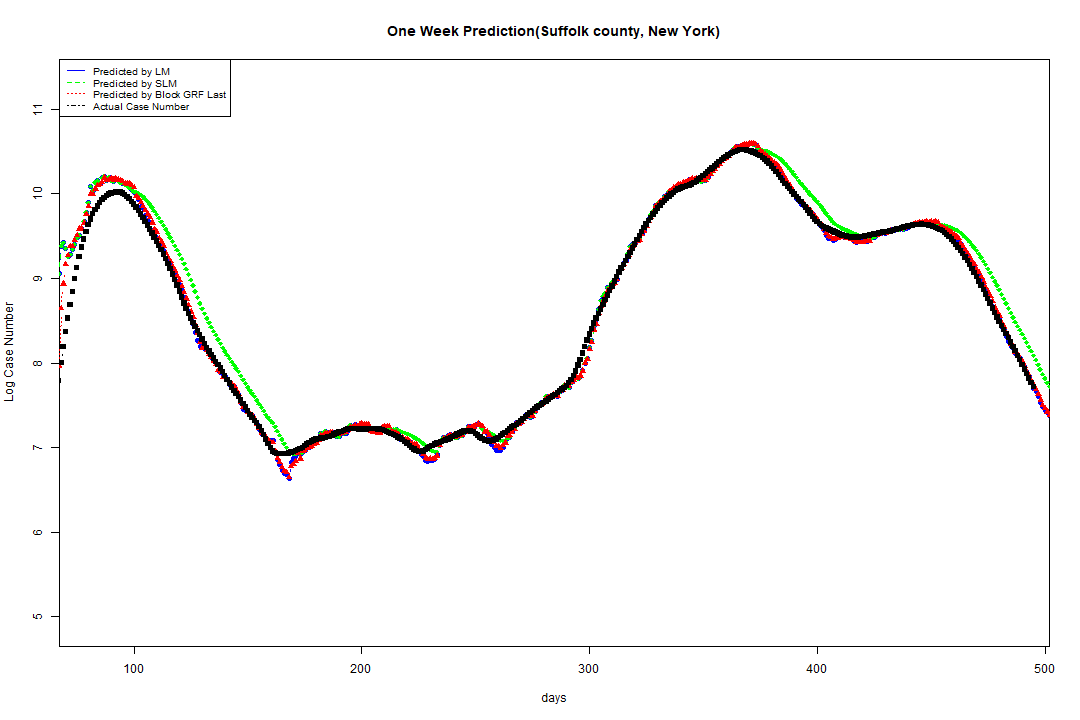 One Week Prediction(Suffolk county, New York)
Predicted by LM
Predicted by SLM
Predicted by Block GRF Last
Actual Case Number
11
10
9
8
7
6
5
Log Case Number
100 200 300 400 500
days